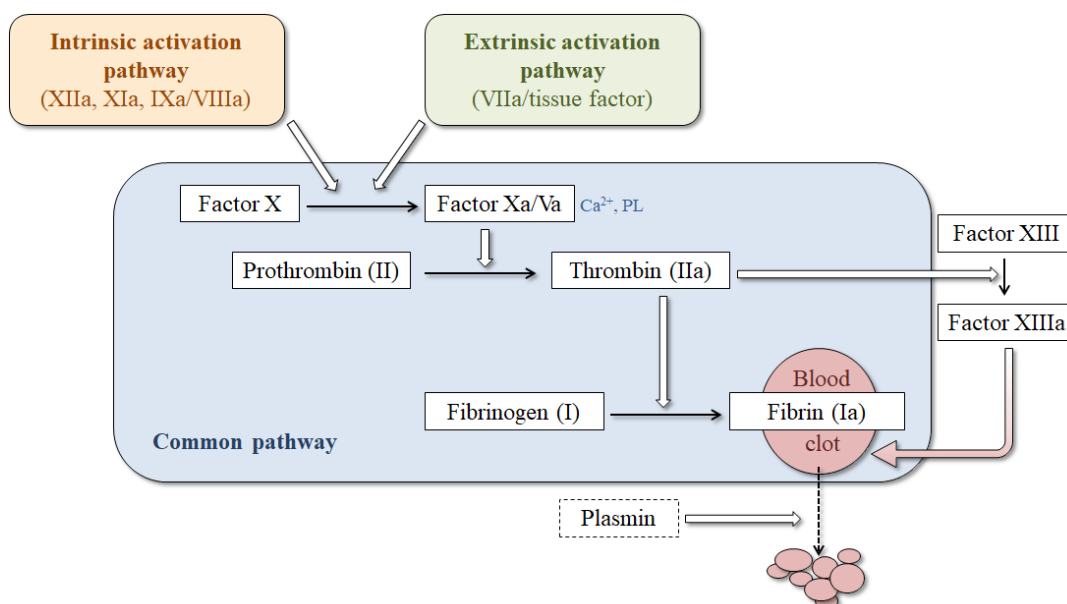 Intrinsic activation
pathway
(XIIa, XIa, IXa/VIIIa)
Extrinsic activation
pathway
(VIIa/tissue factor)
Factor X
Factor Xa/Va
Ca²⁺, PL
Factor XIII
Prothrombin (II)
Thrombin (IIa)
Factor XIIIa
Blood
Fibrinogen (I)
Fibrin (Ia)
clot
Common pathway
Plasmin